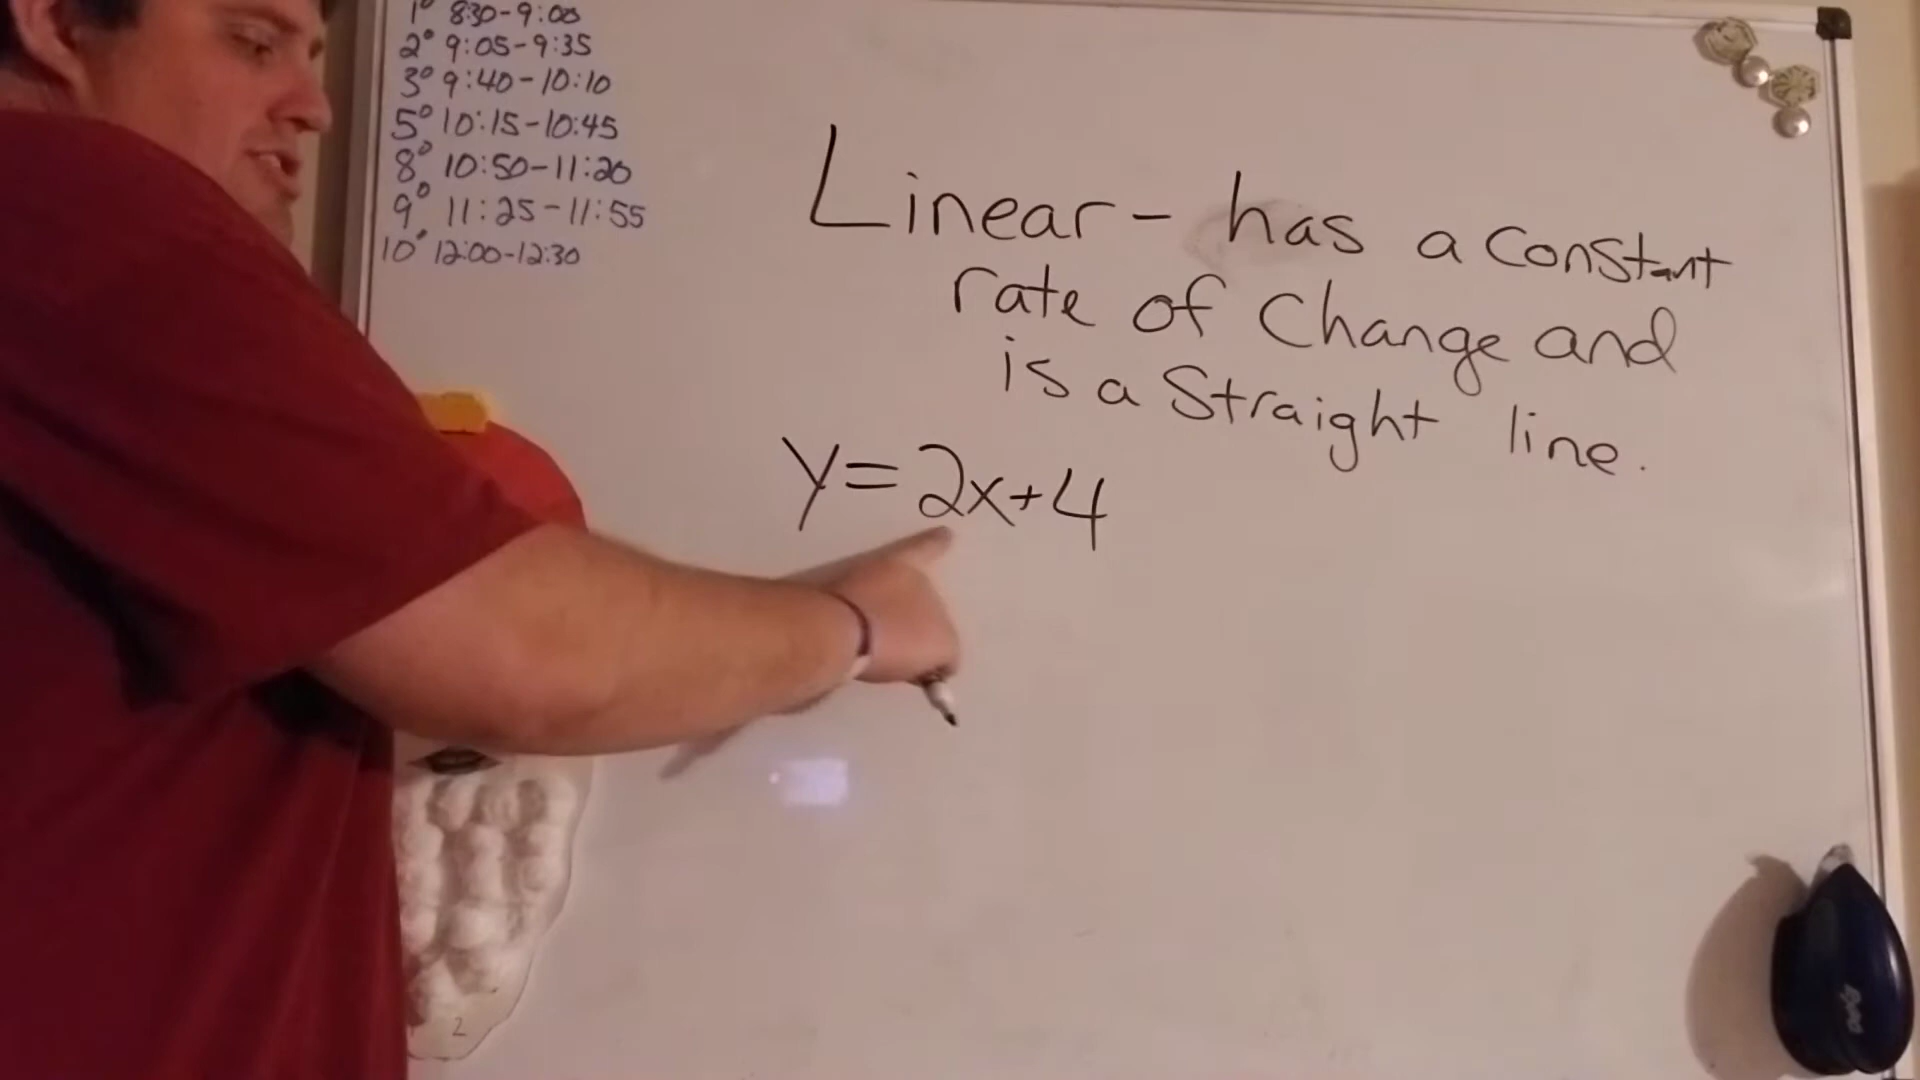 1° 8:30-9:00
2° 9:05-9:35
3° 9:40-10:10
5° 10:15-10:45
8° 10:50-11:20
9° 11:25-11:55
10° 12:00-12:30
Linear - has a constant
rate of change and
is a straight line.
y=2x+4
2
Expo